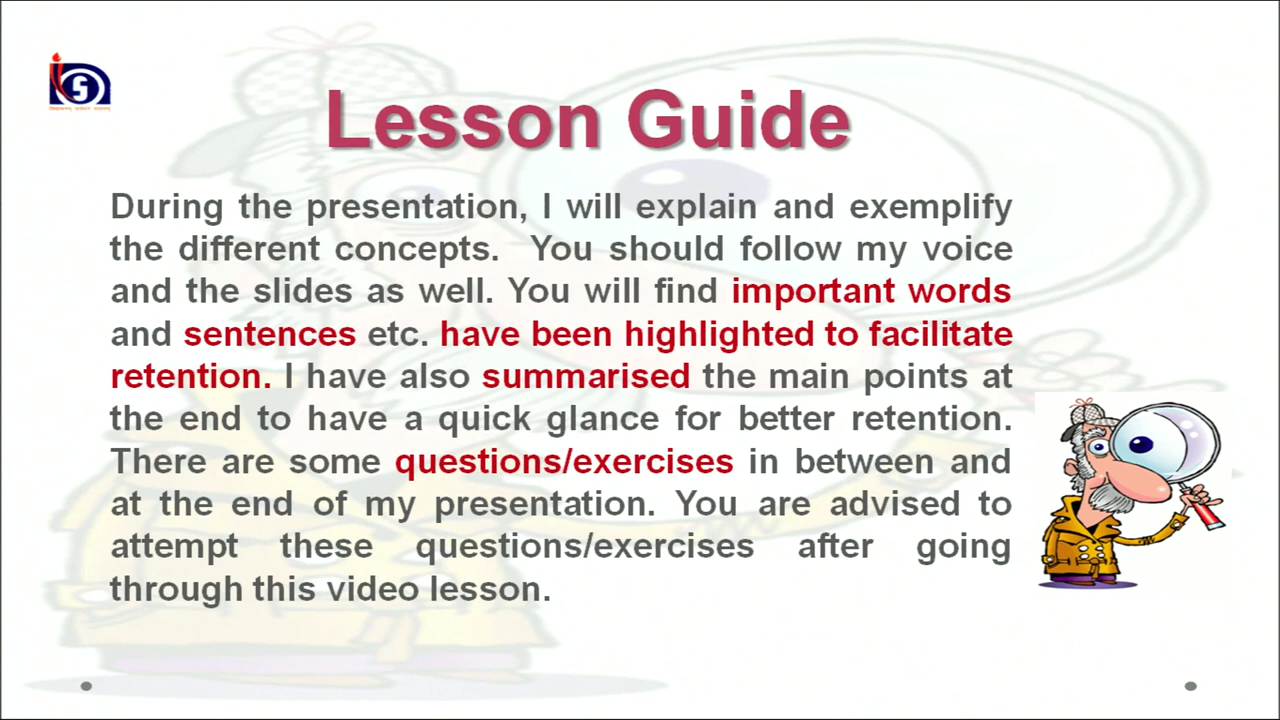 Lesson Guide
During the presentation, I will explain and exemplify
the different concepts. You should follow my voice
and the slides as well. You will find important words
and sentences etc. have been highlighted to facilitate
retention. I have also summarised the main points at
the end to have a quick glance for better retention.
There are some questions/exercises in between and
at the end of my presentation. You are advised to
attempt these questions/exercises after going
through this video lesson.